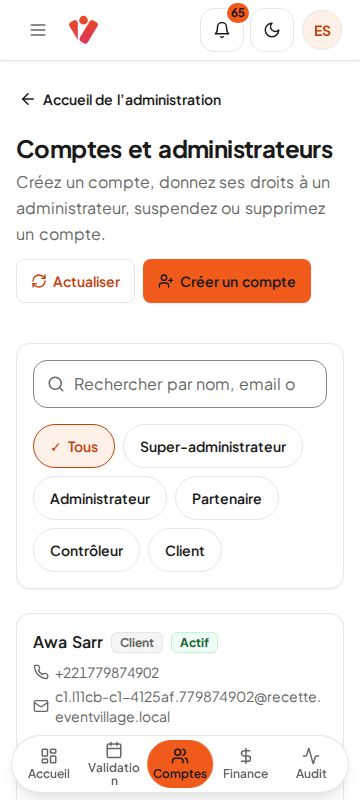 65
ES
Accueil de l'administration
Comptes et administrateurs
Créez un compte, donnez ses droits à un
administrateur, suspendez ou supprimez
un compte.
Actualiser
Créer un compte
Rechercher par nom, email o
✓ Tous
Super-administrateur
Administrateur
Partenaire
Contrôleur
Client
Awa Sarr Client Actif
+221779874902
c1.l11cb-c1-4125af.779874902@recette.
eventvillage.local
Accueil
Validatio
n
Comptes
Finance
Audit